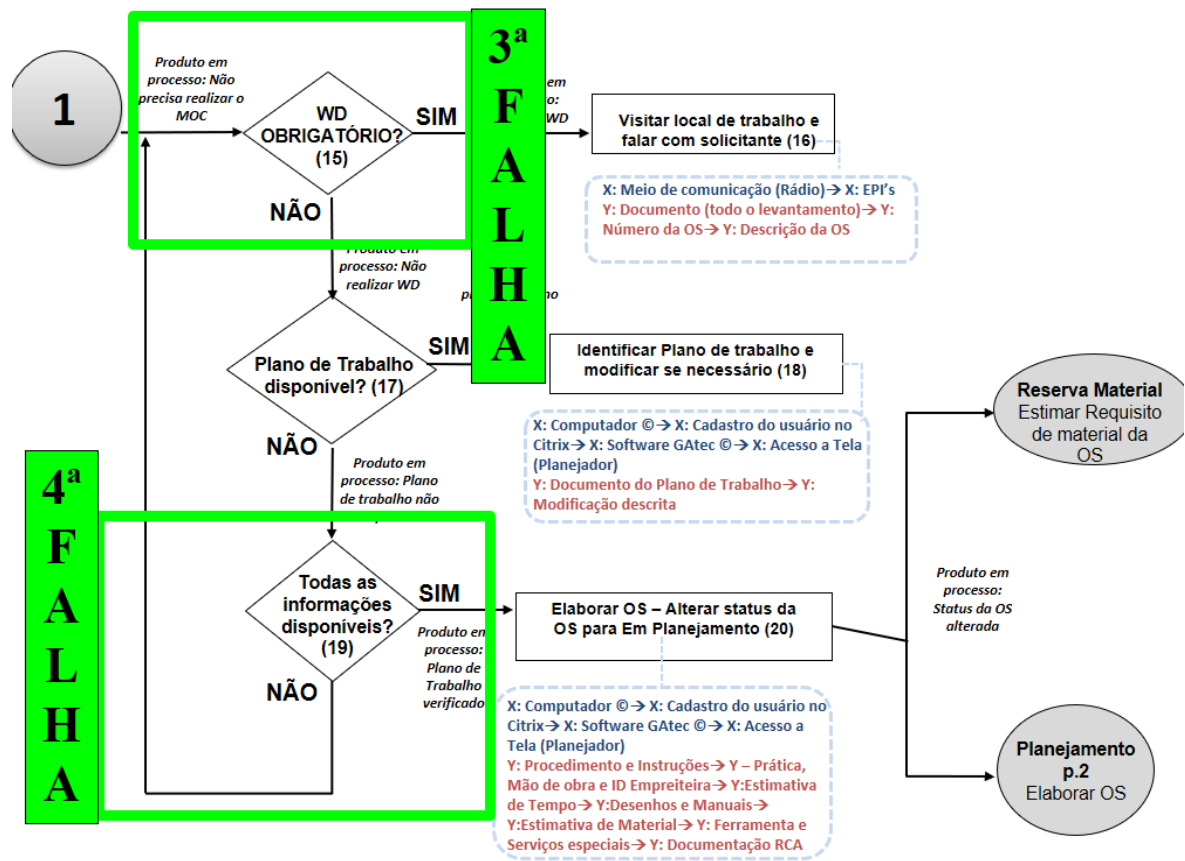 1
Produto em
processo: Não
precisa realizar o
MOC
WD
OBRIGATÓRIO?
(15)
SIM
NÃO
3ª
F
A
L
H
A
em
WD
Visitar local de trabalho e
falar com solicitante (16)
X: Meio de comunicação (Rádio)→ X: EPI’s
Y: Documento (todo o levantamento)→ Y:
Número da OS→ Y: Descrição da OS
Produto em
processo: Não
realizar WD
Plano de Trabalho
disponível? (17)
SIM
NÃO
Identificar Plano de trabalho e
modificar se necessário (18)
X: Computador ©→ X: Cadastro do usuário no
Citrix→ X: Software GAtec ©→ X: Acesso a Tela
(Planejador)
Y: Documento do Plano de Trabalho→ Y:
Modificação descrita
Reserva Material
Estimar Requisito
de material da
OS
Produto em
processo: Plano
de trabalho não
4ª
F
A
L
H
A
Todas as
informações
disponíveis?
(19)
SIM
NÃO
Produto em
processo:
Plano de
Trabalho
verificado
Elaborar OS – Alterar status da
OS para Em Planejamento (20)
X: Computador ©→ X: Cadastro do usuário no
Citrix→ X: Software GAtec ©→ X: Acesso a
Tela (Planejador)
Y: Procedimento e Instruções→ Y – Prática,
Mão de obra e ID Empreiteira→ Y:Estimativa
de Tempo→ Y:Desenhos e Manuais→
Y:Estimativa de Material→ Y: Ferramenta e
Serviços especiais→ Y: Documentação RCA
Produto em
processo:
Status da OS
alterada
Planejamento
p.2
Elaborar OS